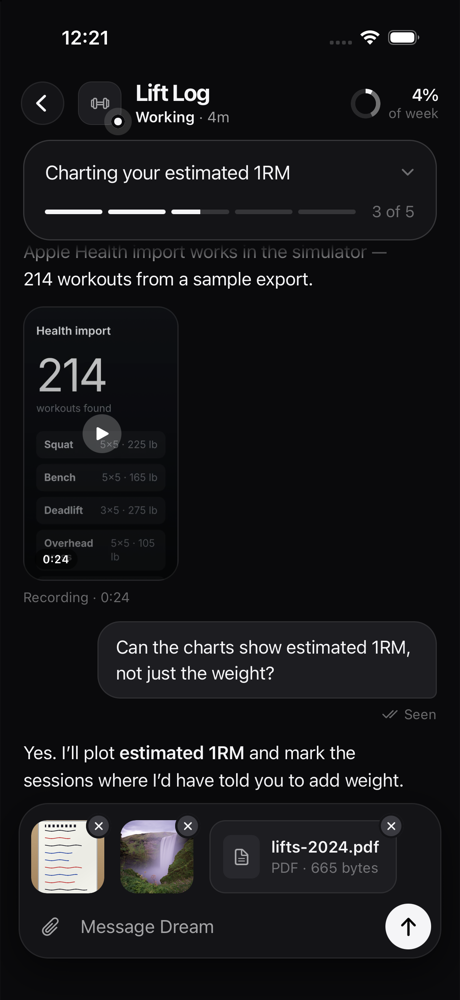 12:21
Lift Log
Working · 4m
4%
of week
Charting your estimated 1RM
3 of 5
Apple Health import works in the simulator —
214 workouts from a sample export.
Health import
214
workouts found
Squat 5×5 · 225 lb
Bench 5×5 · 165 lb
Deadlift 3×5 · 275 lb
Overhead 5×5 · 105
lb
0:24
Recording · 0:24
Can the charts show estimated 1RM,
not just the weight?
Seen
Yes. I’ll plot estimated 1RM and mark the
sessions where I’d have told you to add weight.
lifts-2024.pdf
PDF · 665 bytes
Message Dream